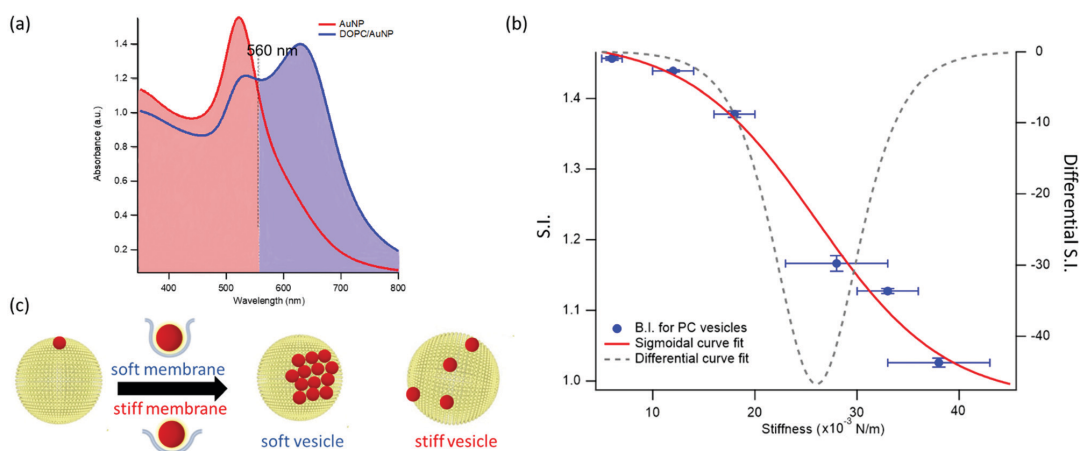 (a)
AuNP
DOPC/AuNP
560 nm
1.4
1.2
1.0
0.8
0.6
0.4
0.2
Absorbance (a.u.)
400
500
600
700
800
Wavelength (nm)
(b)
1.4
1.3
1.2
1.1
1.0
S.I.
0
-10
-20
-30
-40
Differential S.I.
B.I. for PC vesicles
Sigmoidal curve fit
Differential curve fit
10
20
30
40
Stiffness (×10⁻³ N/m)
(c)
soft membrane
stiff membrane
soft vesicle
stiff vesicle